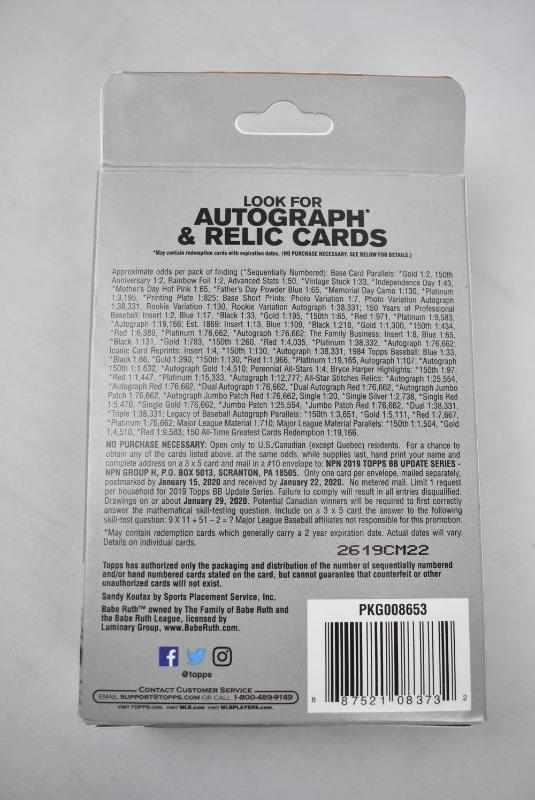 LOOK FOR
AUTOGRAPH*
& RELIC CARDS
*May contain redemption cards with expiration dates. (NO PURCHASE NECESSARY. SEE BELOW FOR DETAILS.)
Approximate odds per pack of finding (*Sequentially Numbered): Base Card Parallels: *Gold 1:2, 150th
Anniversary 1:2, Rainbow Foil 1:2, Advanced Stats 1:50, *Vintage Stock 1:33, *Independence Day 1:43,
*Mother's Day Hot Pink 1:65, *Father's Day Powder Blue 1:65, *Memorial Day Camo 1:130, *Platinum
1:3,195, *Printing Plate 1:825; Base Short Prints: Photo Variation 1:7, Photo Variation Autograph
1:38,331, Rookie Variation 1:130, Rookie Variation Autograph 1:38,331; 150 Years of Professional
Baseball: Insert 1:2, Blue 1:17, *Black 1:33, *Gold 1:195, *150th 1:65, *Red 1:971, *Platinum 1:9,583,
*Autograph 1:19,166; Est. 1869: Insert 1:13, Blue 1:109, *Black 1:218, *Gold 1:1,300, *150th 1:434,
*Red 1:6,389, *Platinum 1:76,662, *Autograph 1:76,662; The Family Business: Insert 1:8, Blue 1:65,
*Black 1:131, *Gold 1:783, *150th 1:260, *Red 1:4,035, *Platinum 1:38,332, *Autograph 1:76,662;
Iconic Card Reprints: Insert 1:4, *150th 1:130, *Autograph 1:38,331; 1984 Topps Baseball: Blue 1:33,
*Black 1:66, *Gold 1:390, *150th 1:130, *Red 1:1,966, *Platinum 1:19,165, Autograph 1:107, *Autograph
*150th 1:1,632, *Autograph Gold 1:4,510; Perennial All-Stars 1:4; Bryce Harper Highlights: *150th 1:97,
*Red 1:1,447, *Platinum 1:15,333, *Autograph 1:12,777; All-Star Stitches Relics: *Autograph 1:25,554,
*Autograph Red 1:76,662, *Dual Autograph 1:76,662, *Dual Autograph Red 1:76,662, *Autograph Jumbo
Patch 1:76,662, *Autograph Jumbo Patch Red 1:76,662, Single 1:20, *Single Silver 1:2,738, *Single Red
1:5,476, *Single *Gold 1:76,662, *Jumbo Patch 1:25,554, *Jumbo Patch Red 1:76,662, *Dual 1:38,331,
*Triple 1:38,331; Legacy of Baseball Autograph Parallels: *150th 1:3,651, *Gold 1:5,111, *Red 1:7,667,
*Platinum 1:76,662; Major League Material 1:710; Major League Material Parallels: *150th 1:1,504, *Gold
1:4,510, *Red 1:9,583; 150 All-Time Greatest Cards Redemption 1:19,166.
NO PURCHASE NECESSARY: Open only to U.S./Canadian (except Quebec) residents. For a chance to
obtain any of the cards listed above, at the same odds, while supplies last, hand print your name and
complete address on a 3 x 5 card and mail in a #10 envelope to: NPN 2019 TOPPS BB UPDATE SERIES -
NPN GROUP H, P.O. BOX 5013, SCRANTON, PA 18505. Only one card per envelope, mailed separately,
postmarked by January 15, 2020 and received by January 22, 2020. No metered mail. Limit 1 request
per household for 2019 Topps BB Update Series. Failure to comply will result in all entries disqualified.
Drawings on or about January 29, 2020. Potential Canadian winners will be required to first correctly
answer the mathematical skill-testing question. Include on a 3 x 5 card the answer to the following
skill-test question: 9 X 11 + 51 – 2 = ? Major League Baseball affiliates not responsible for this promotion.
*May contain redemption cards which generally carry a 2 year expiration date. Actual dates will vary.
Details on individual cards.
2619CM22
Topps has authorized only the packaging and distribution of the number of sequentially numbered
and/or hand numbered cards stated on the card, but cannot guarantee that counterfeit or other
unauthorized cards will not exist.
Sandy Koufax by Sports Placement Service, Inc.
Babe Ruth™ owned by The Family of Babe Ruth and
the Babe Ruth League, licensed by
Luminary Group, www.BabeRuth.com.
@topps
CONTACT CUSTOMER SERVICE
EMAIL SUPPORT@TOPPS.COM OR CALL 1-800-489-9149
VISIT TOPPS.COM VISIT MLB.com VISIT MLBPLAYERS.COM
PKG008653
8 87521 08373 2